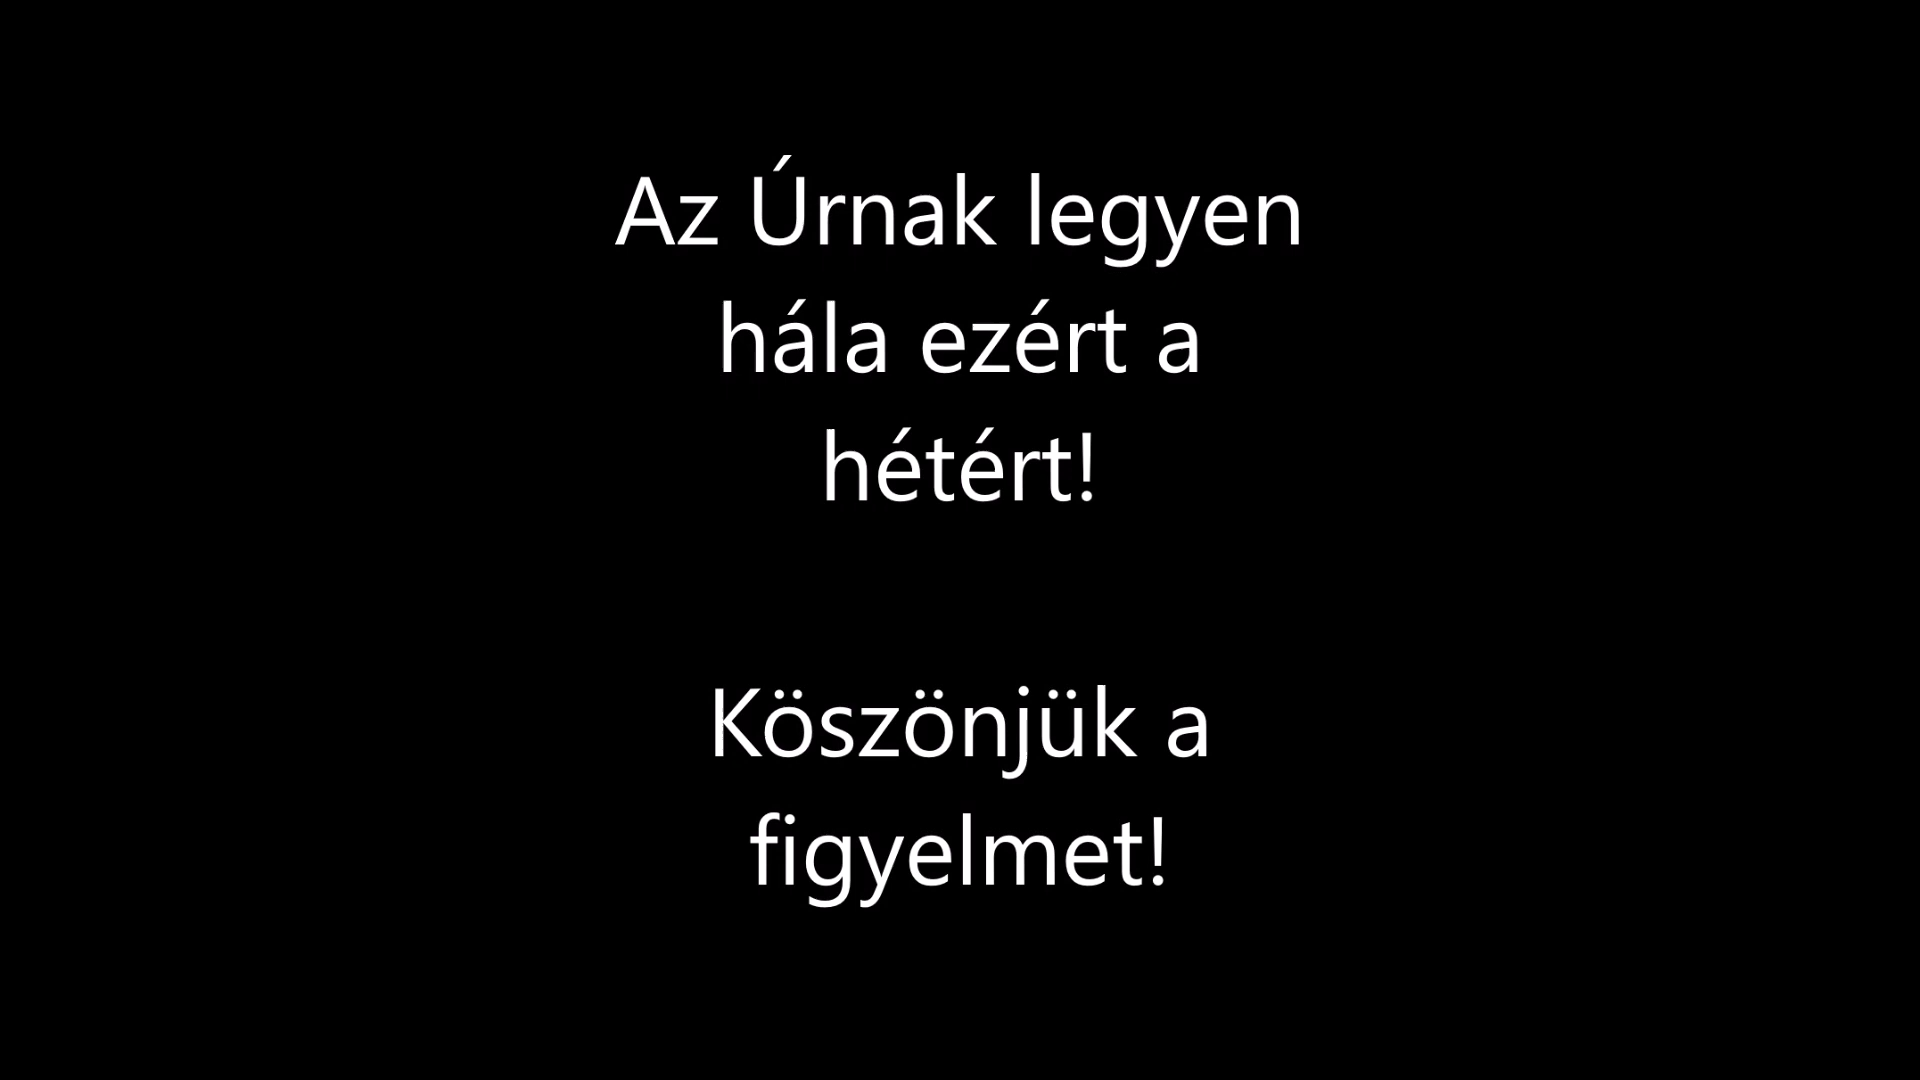 Az Úrnak legyen
hála ezért a
hétért!
Köszönjük a
figyelmet!